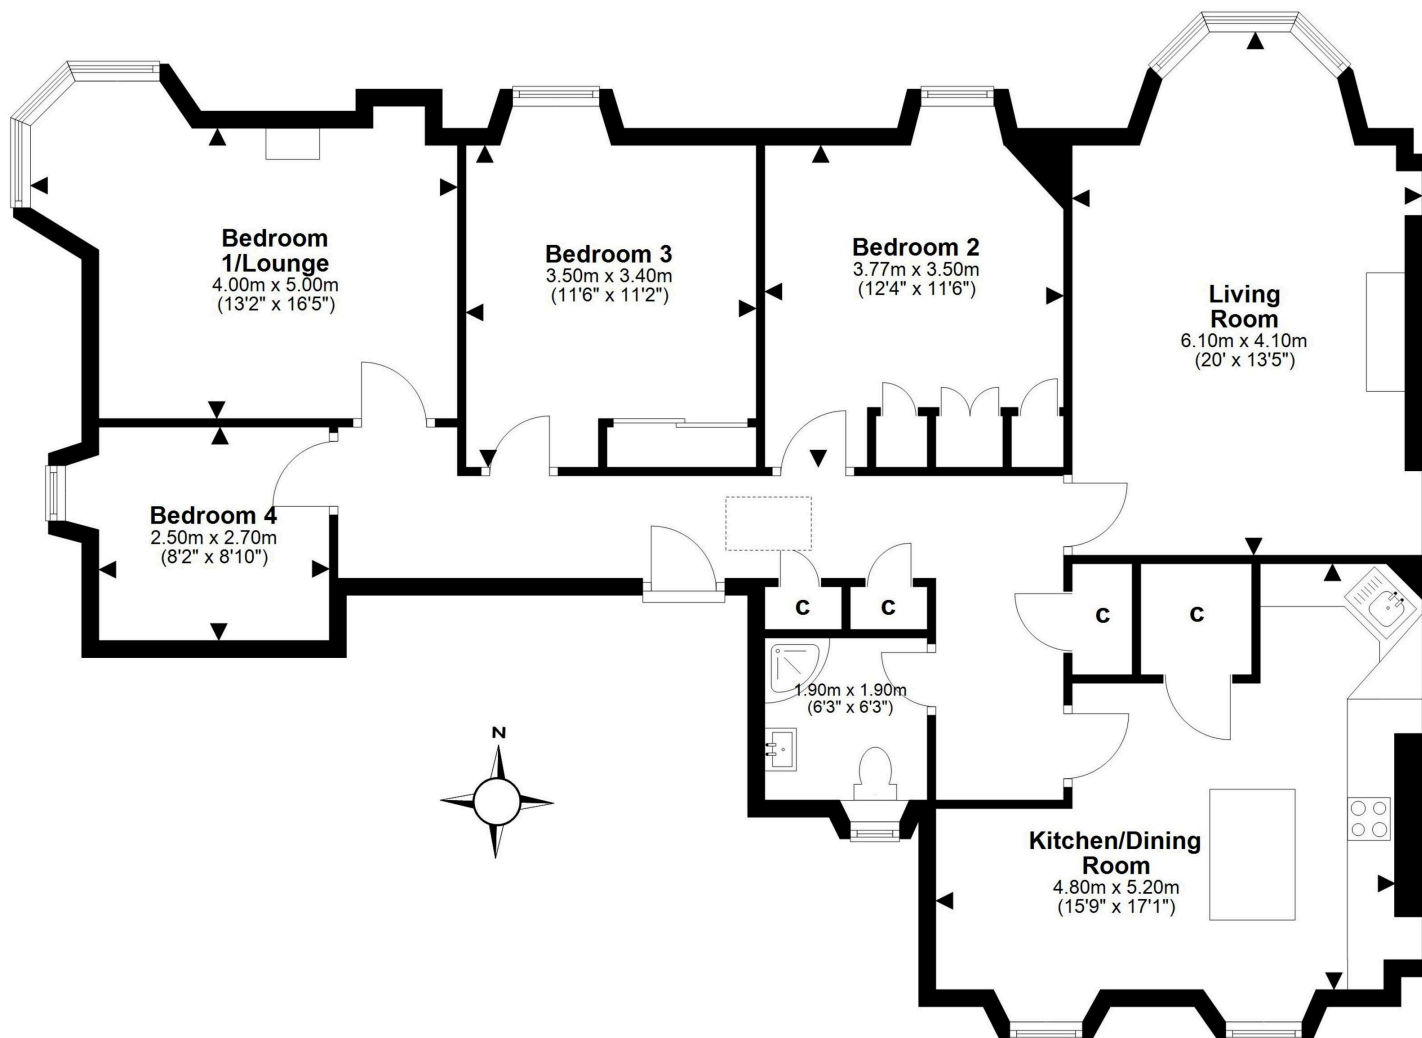 Bedroom
1/Lounge
4.00m x 5.00m
(13'2" x 16'5")
Bedroom 3
3.50m x 3.40m
(11'6" x 11'2")
Bedroom 2
3.77m x 3.50m
(12'4" x 11'6")
Living
Room
6.10m x 4.10m
(20' x 13'5")
Bedroom 4
2.50m x 2.70m
(8'2" x 8'10")
C
C
C
C
1.90m x 1.90m
(6'3" x 6'3")
N
Kitchen/Dining
Room
4.80m x 5.20m
(15'9" x 17'1")